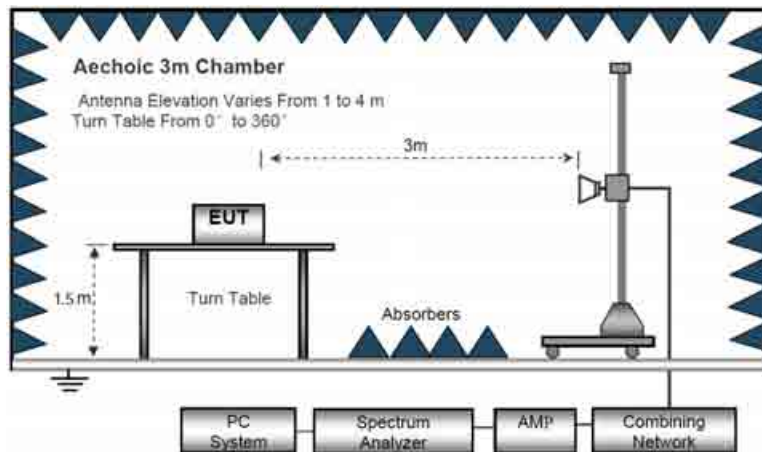 Aechoic 3m Chamber
Antenna Elevation Varies From 1 to 4 m
Turn Table From 0° to 360°
3m
EUT
1.5 m
Turn Table
Absorbers
PC
System
Spectrum
Analyzer
AMP
Combining
Network